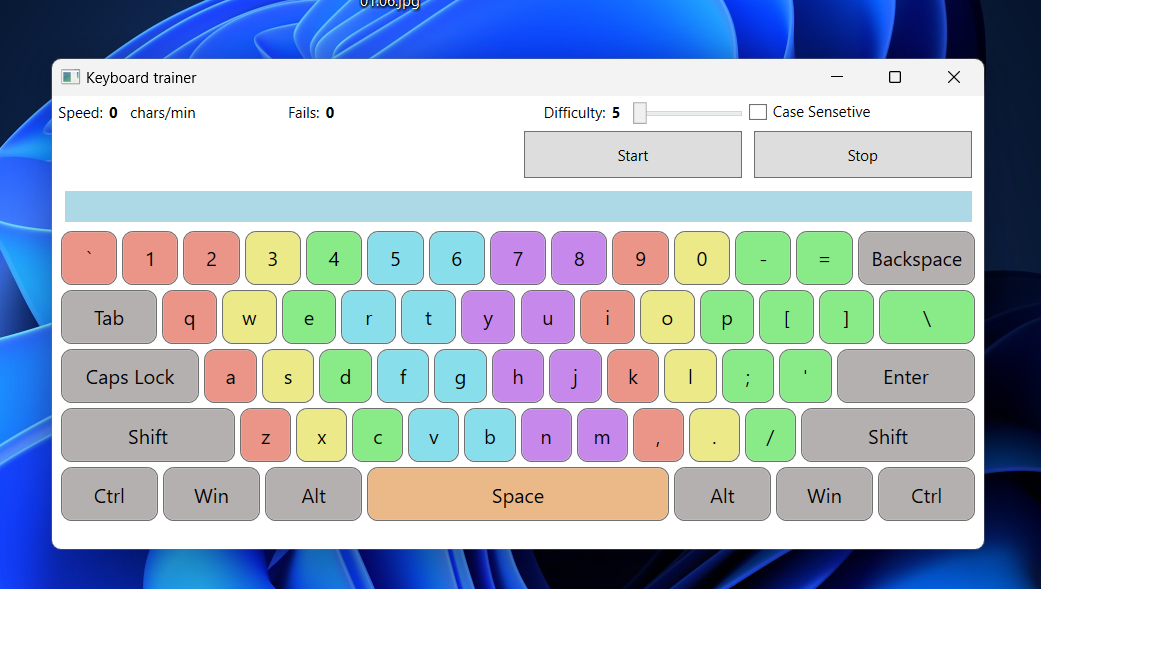 01.06.jpg
Keyboard trainer
Speed: 0 chars/min Fails: 0 Difficulty: 5 Case Sensetive
Start Stop
` 1 2 3 4 5 6 7 8 9 0 - = Backspace
Tab q w e r t y u i o p [ ] \
Caps Lock a s d f g h j k l ; ' Enter
Shift z x c v b n m , . / Shift
Ctrl Win Alt Space Alt Win Ctrl